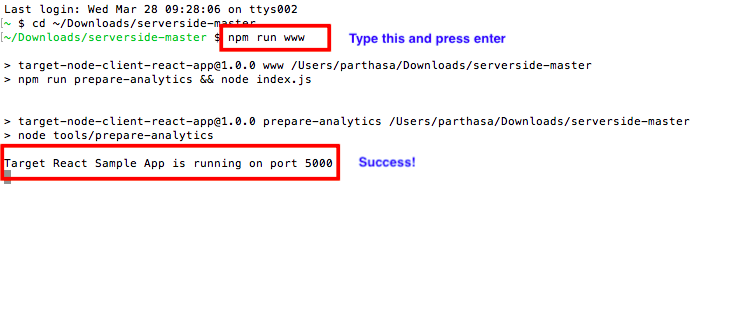 Last login: Wed Mar 28 09:28:06 on ttys002
[~ $ cd ~/Downloads/serverside-master
[~/Downloads/serverside-master $ npm run www Type this and press enter
> target-node-client-react-app@1.0.0 www /Users/parthasa/Downloads/serverside-master
> npm run prepare-analytics && node index.js
> target-node-client-react-app@1.0.0 prepare-analytics /Users/parthasa/Downloads/serverside-master
> node tools/prepare-analytics
Target React Sample App is running on port 5000 Success!